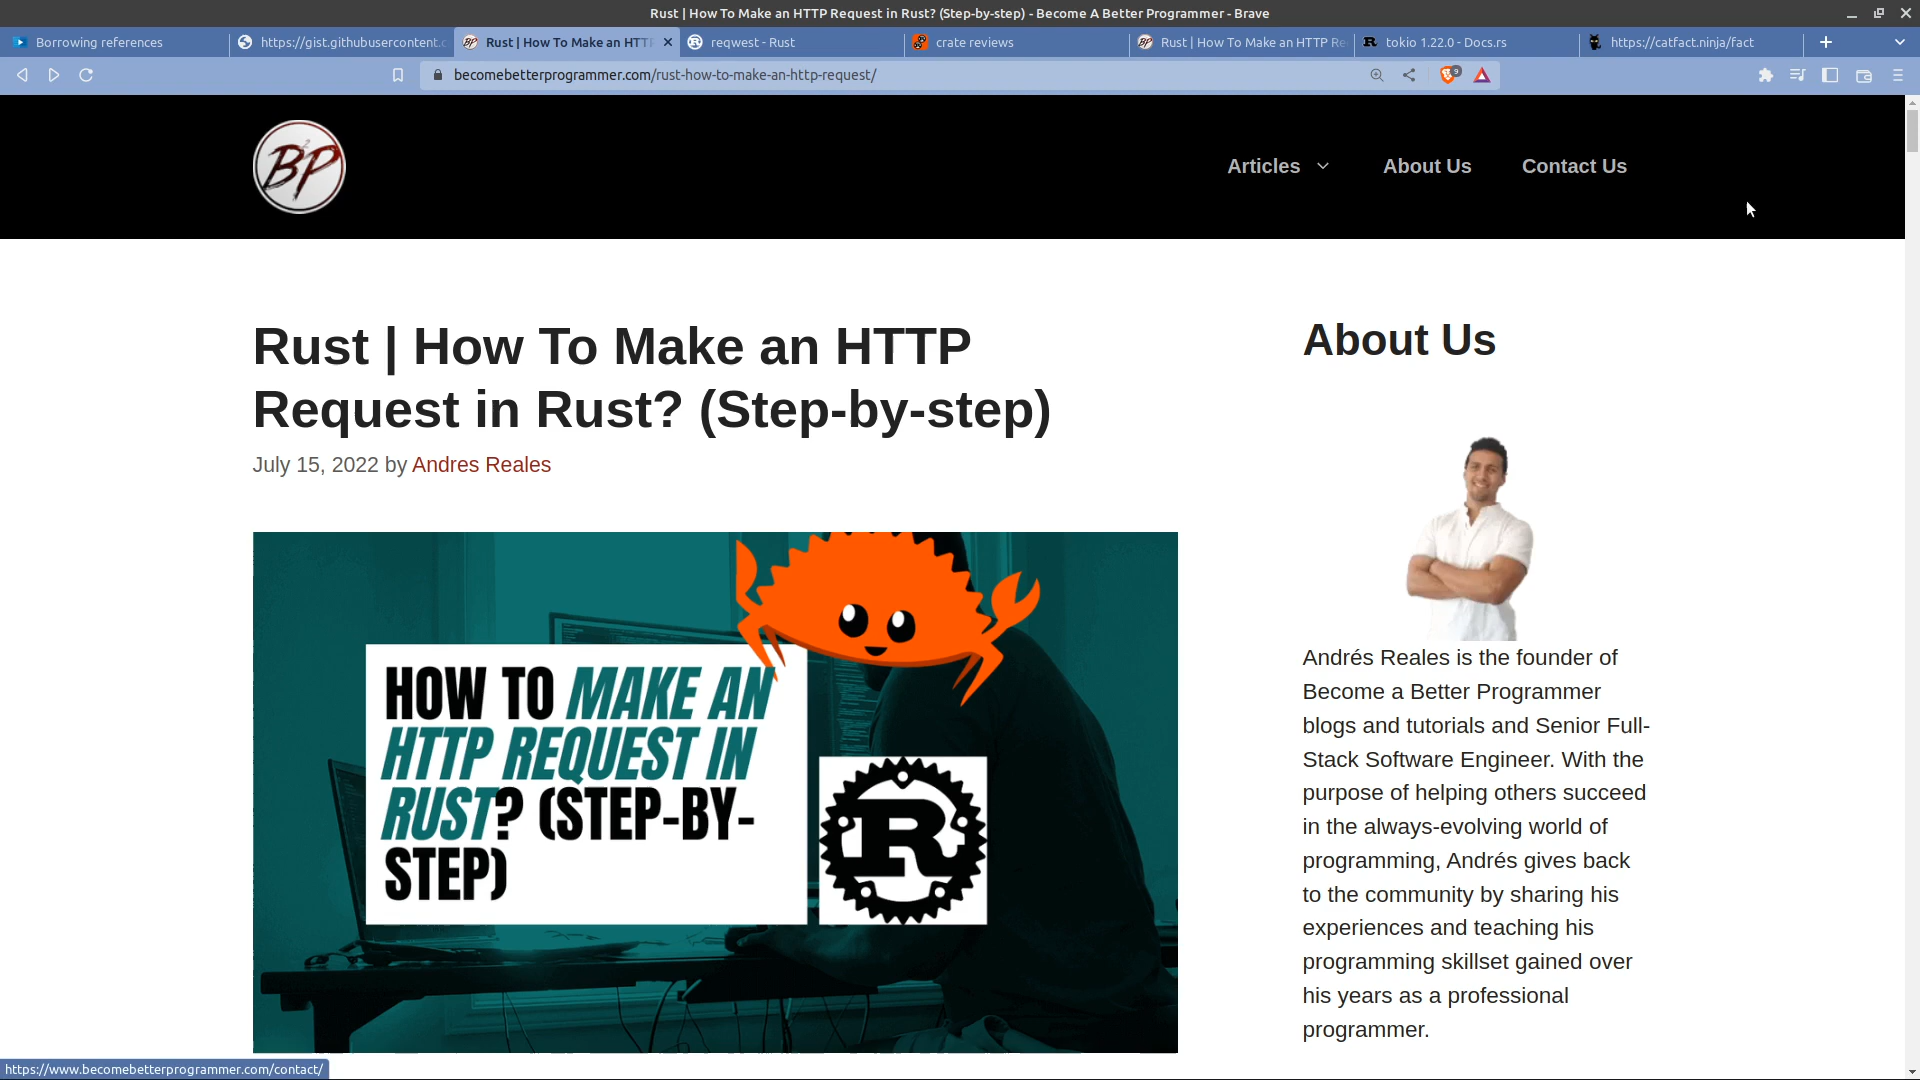 Rust | How To Make an HTTP Request in Rust? (Step-by-step) - Become A Better Programmer - Brave
Borrowing references
https://gist.githubusercontent.c
Rust | How To Make an HTT
reqwest - Rust
crate reviews
Rust | How To Make an HTTP Re
tokio 1.22.0 - Docs.rs
https://catfact.ninja/fact
becomebetterprogrammer.com/rust-how-to-make-an-http-request/
9
B2P
Articles
About Us
Contact Us
Rust | How To Make an HTTP
Request in Rust? (Step-by-step)
July 15, 2022 by Andres Reales
HOW TO MAKE AN
HTTP REQUEST IN
RUST? (STEP-BY-
STEP)
R
About Us
Andrés Reales is the founder of
Become a Better Programmer
blogs and tutorials and Senior Full-
Stack Software Engineer. With the
purpose of helping others succeed
in the always-evolving world of
programming, Andrés gives back
to the community by sharing his
experiences and teaching his
programming skillset gained over
his years as a professional
programmer.
https://www.becomebetterprogrammer.com/contact/